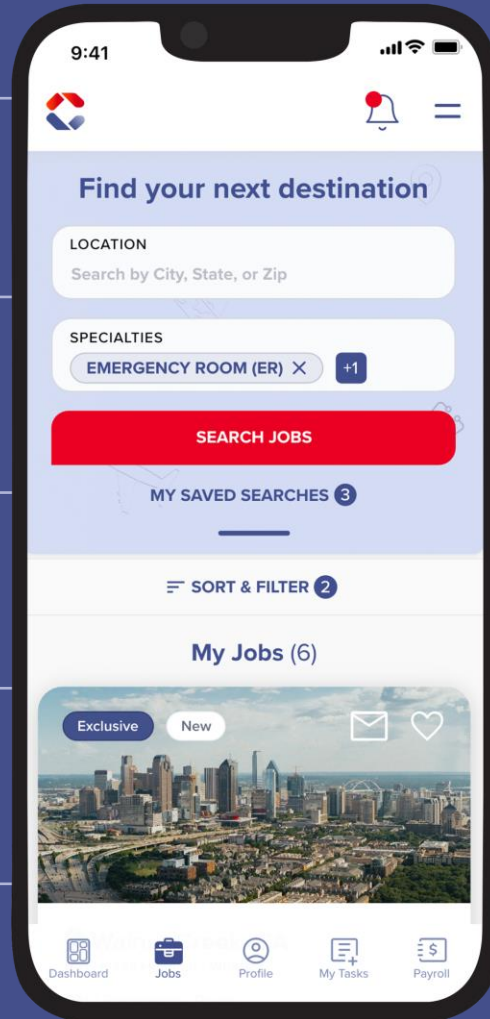 9:41
Find your next destination
LOCATION
Search by City, State, or Zip
SPECIALTIES
EMERGENCY ROOM (ER) X +1
SEARCH JOBS
MY SAVED SEARCHES 3
SORT & FILTER 2
My Jobs (6)
Exclusive New
Dashboard Jobs Profile My Tasks Payroll